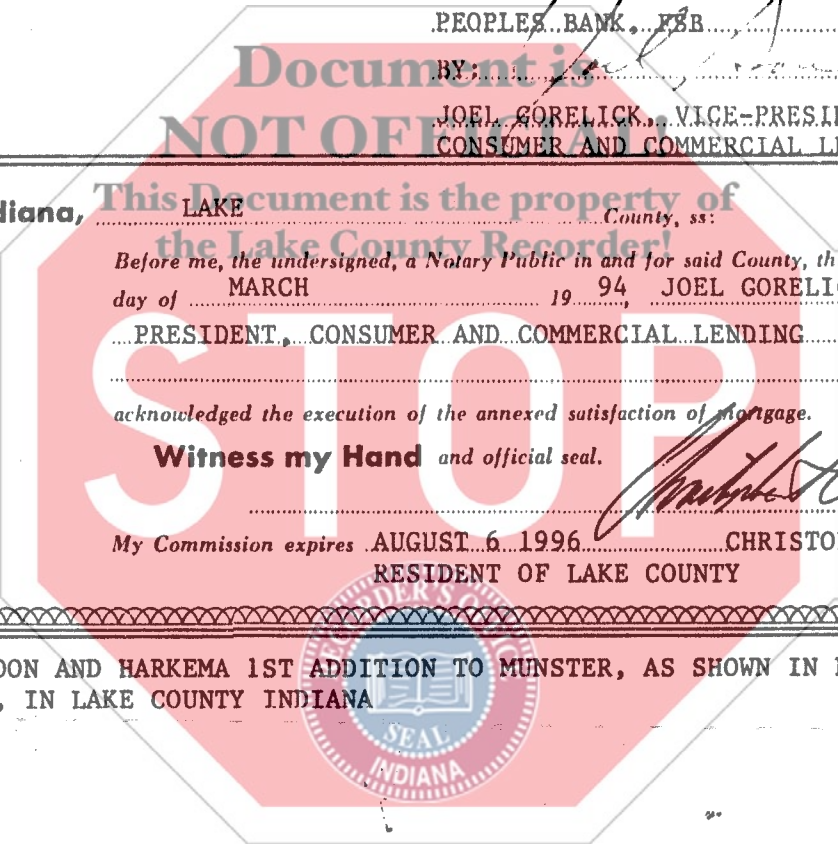 PEOPLES BANK, FSB
Document is
BY:
NOT OFFICIAL!
JOEL GORELICK, VICE-PRESI
CONSUMER AND COMMERCIAL L
This Document is the property of
diana, LAKE County, ss:
the Lake County Recorder!
Before me, the undersigned, a Notary Public in and for said County, th
day of MARCH 19 94, JOEL GORELI
PRESIDENT, CONSUMER AND COMMERCIAL LENDING
STOP
acknowledged the execution of the annexed satisfaction of mortgage.
Witness my Hand and official seal.
My Commission expires AUGUST 6 1996 CHRISTO
RESIDENT OF LAKE COUNTY
RECORDER'S OFFICE
DON AND HARKEMA 1ST ADDITION TO MUNSTER, AS SHOWN IN
, IN LAKE COUNTY INDIANA
SEAL
INDIANA